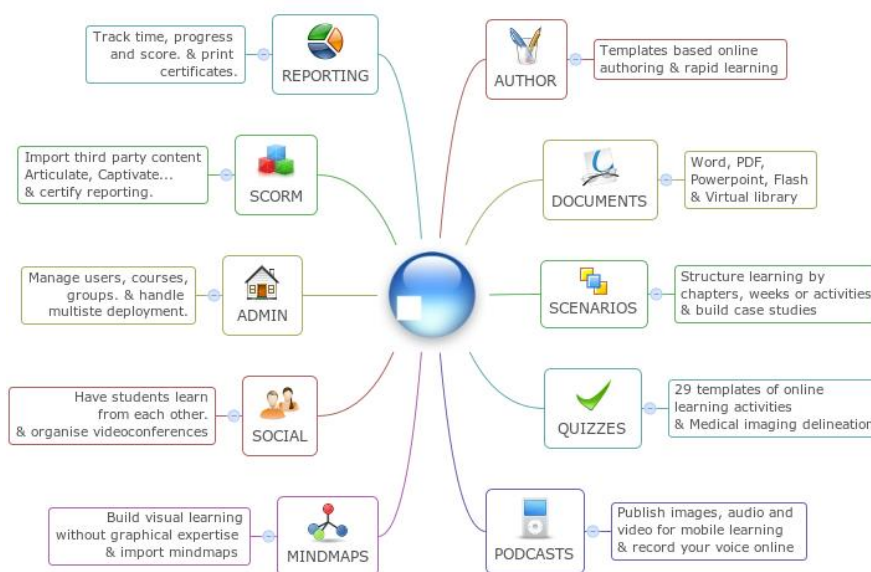 Track time, progress
and score. & print
certificates.
REPORTING
Import third party content
Articulate, Captivate...
& certify reporting.
SCORM
Manage users, courses,
groups. & handle
multiste deployment.
ADMIN
Have students learn
from each other.
& organise videoconferences
SOCIAL
Build visual learning
without graphical expertise
& import mindmaps
MINDMAPS
AUTHOR
Templates based online
authoring & rapid learning
DOCUMENTS
Word, PDF,
Powerpoint, Flash
& Virtual library
SCENARIOS
Structure learning by
chapters, weeks or activities
& build case studies
QUIZZES
29 templates of online
learning activities
& Medical imaging delineation
PODCASTS
Publish images, audio and
video for mobile learning
& record your voice online